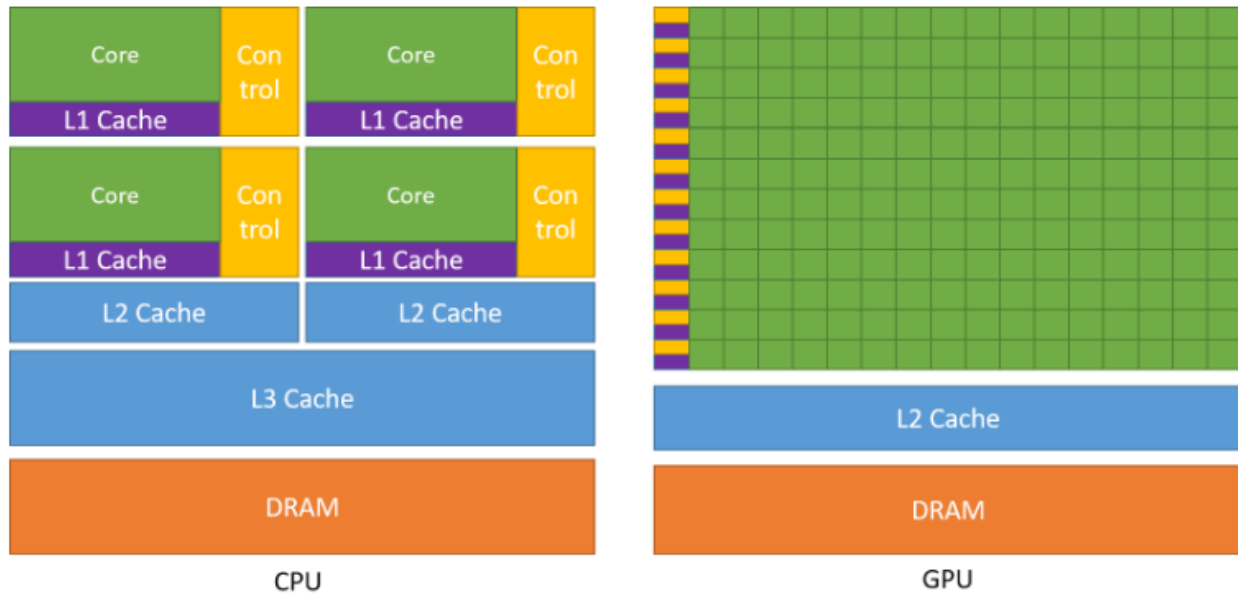 Core
Con
trol
L1 Cache
Core
Con
trol
L1 Cache
Core
Con
trol
L1 Cache
Core
Con
trol
L1 Cache
L2 Cache
L2 Cache
L3 Cache
DRAM
CPU
L2 Cache
DRAM
GPU